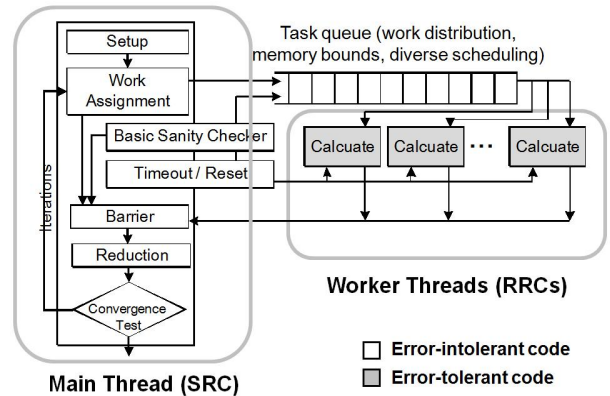 Setup
Work
Assignment
Basic Sanity Checker
Timeout / Reset
Iterations
Barrier
Reduction
Convergence
Test
Main Thread (SRC)
Task queue (work distribution,
memory bounds, diverse scheduling)
Calcuate
Calcuate
...
Calcuate
Worker Threads (RRCs)
Error-intolerant code
Error-tolerant code